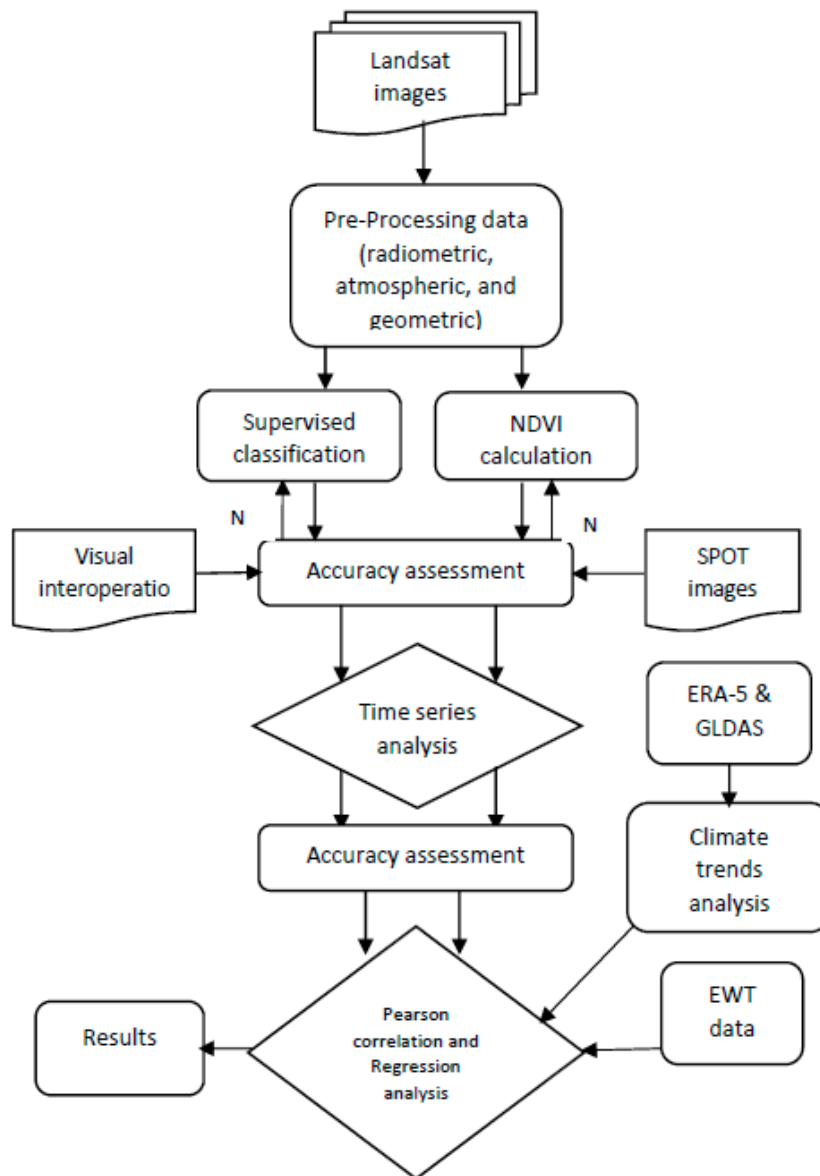 Landsat
images
Pre-Processing data
(radiometric,
atmospheric, and
geometric)
Supervised
classification
NDVI
calculation
N
N
Visual
interoperatio
Accuracy assessment
SPOT
images
Time series
analysis
ERA-5 &
GLDAS
Accuracy assessment
Climate
trends
analysis
Pearson
correlation and
Regression
analysis
EWT
data
Results